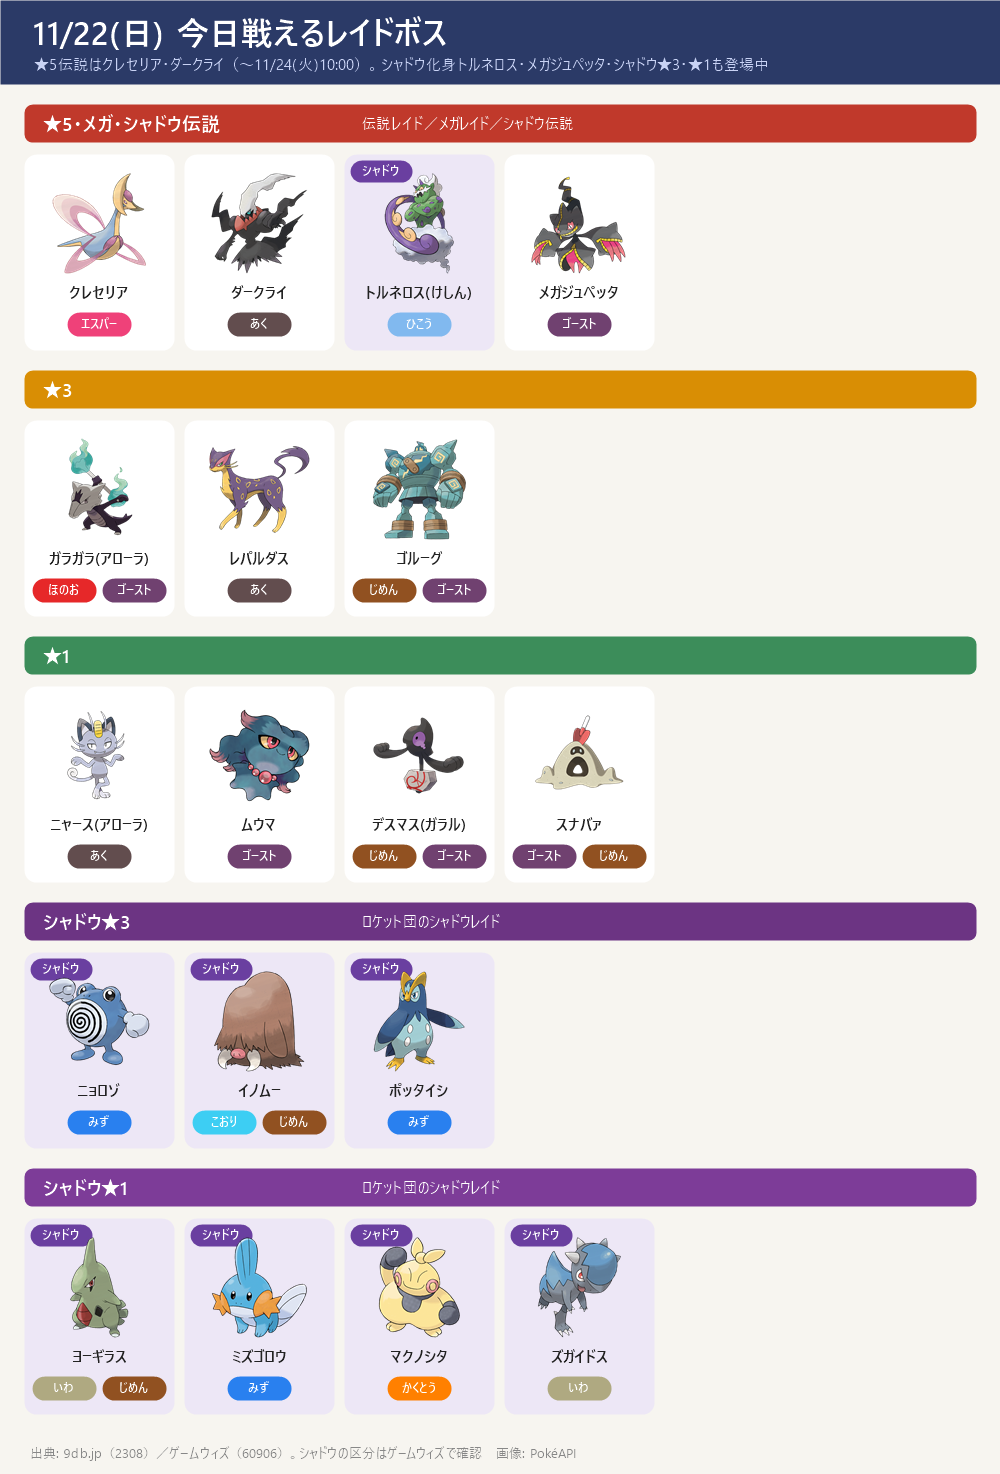 11/22(日) 今日戦えるレイドボス
★5伝説はクレセリア・ダークライ（〜11/24(火)10:00）。シャドウ化身トルネロス・メガジュペッタ・シャドウ★3・★1も登場中
★5・メガ・シャドウ伝説 伝説レイド／メガレイド／シャドウ伝説
シャドウ
クレセリア ダークライ トルネロス(けしん) メガジュペッタ
エスパー あく ひこう ゴースト
★3
ガラガラ(アローラ) レパルダス ゴルーグ
ほのお ゴースト あく じめん ゴースト
★1
ニャース(アローラ) ムウマ デスマス(ガラル) スナバァ
あく ゴースト じめん ゴースト ゴースト じめん
シャドウ★3 ロケット団のシャドウレイド
シャドウ シャドウ シャドウ
ニョロゾ イノムー ポッタイシ
みず こおり じめん みず
シャドウ★1 ロケット団のシャドウレイド
シャドウ シャドウ シャドウ シャドウ
ヨーギラス ミズゴロウ マクノシタ ズガイドス
いわ じめん みず かくとう いわ
出典: 9db.jp（2308）／ゲームウィズ（60906）。シャドウの区分はゲームウィズで確認 画像: PokéAPI